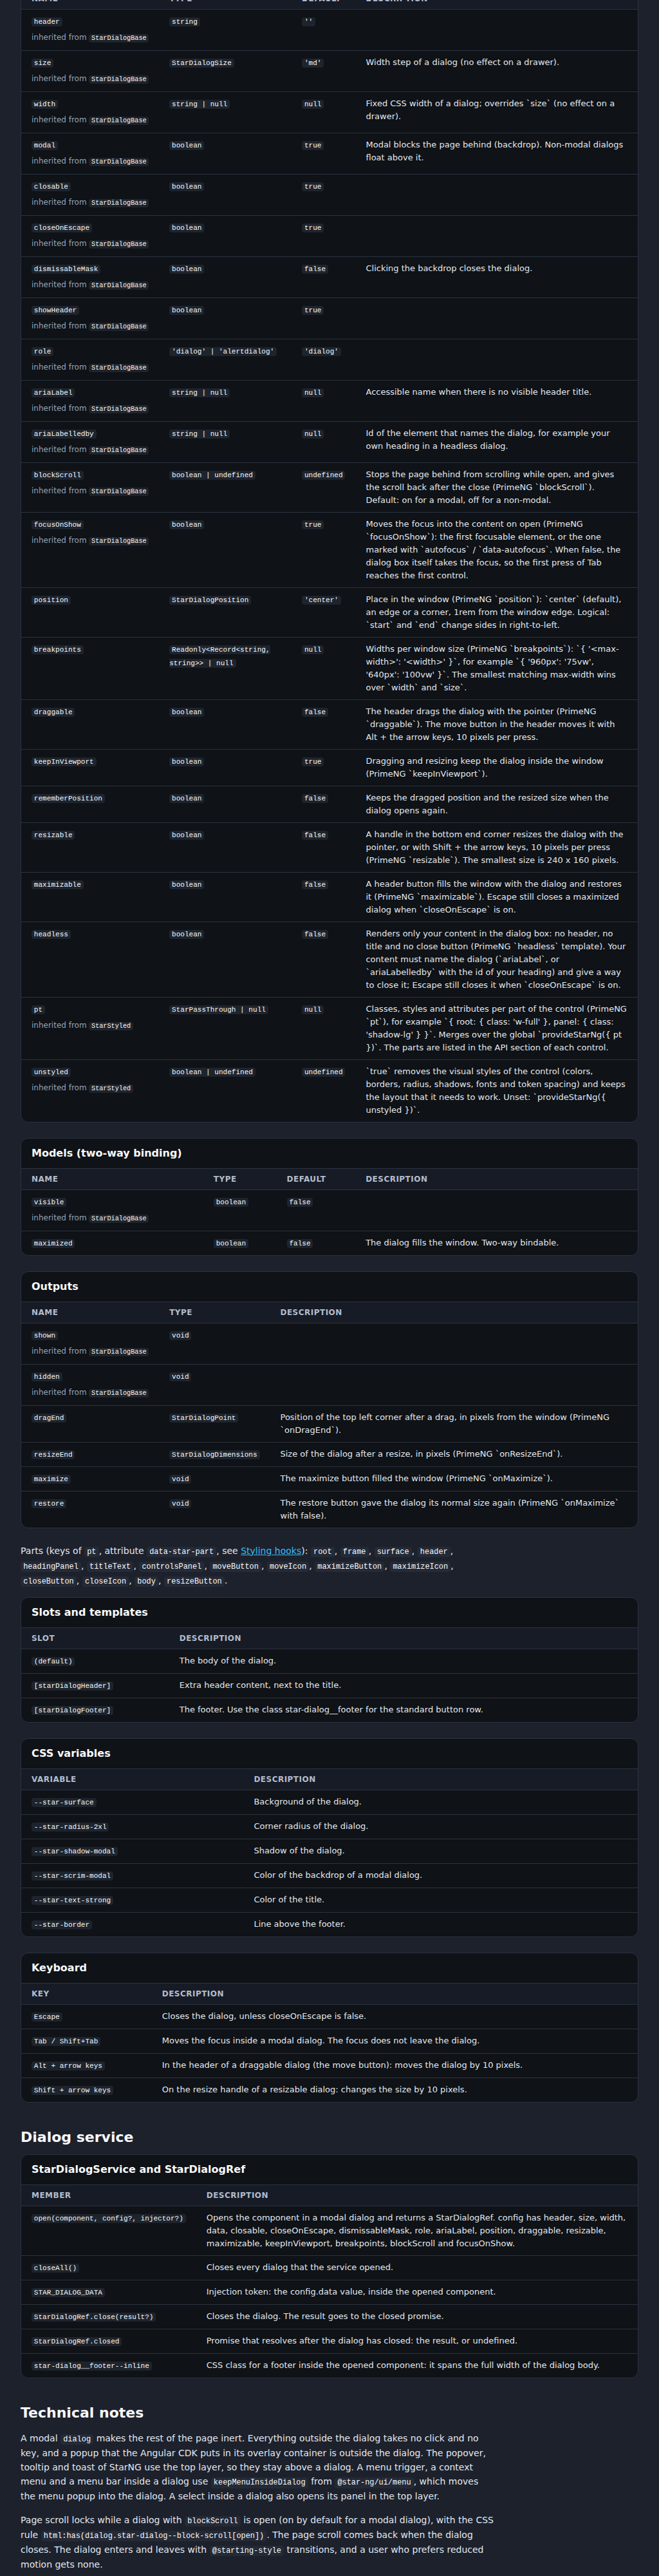 header string ''
inherited from StarDialogBase
size StarDialogSize 'md' Width step of a dialog (no effect on a drawer).
inherited from StarDialogBase
width string | null null Fixed CSS width of a dialog; overrides `size` (no effect on a
drawer).
inherited from StarDialogBase
modal boolean true Modal blocks the page behind (backdrop). Non-modal dialogs
float above it.
inherited from StarDialogBase
closable boolean true
inherited from StarDialogBase
closeOnEscape boolean true
inherited from StarDialogBase
dismissableMask boolean false Clicking the backdrop closes the dialog.
inherited from StarDialogBase
showHeader boolean true
inherited from StarDialogBase
role 'dialog' | 'alertdialog' 'dialog'
inherited from StarDialogBase
ariaLabel string | null null Accessible name when there is no visible header title.
inherited from StarDialogBase
ariaLabelledby string | null null Id of the element that names the dialog, for example your
own heading in a headless dialog.
inherited from StarDialogBase
blockScroll boolean | undefined undefined Stops the page behind from scrolling while open, and gives
inherited from StarDialogBase the scroll back after the close (PrimeNG `blockScroll`).
Default: on for a modal, off for a non-modal.
focusOnShow boolean true Moves the focus into the content on open (PrimeNG
inherited from StarDialogBase `focusOnShow`): the first focusable element, or the one
marked with `autofocus` / `data-autofocus`. When false, the
dialog box itself takes the focus, so the first press of Tab
reaches the first control.
position StarDialogPosition 'center' Place in the window (PrimeNG `position`): `center` (default),
an edge or a corner, 1rem from the window edge. Logical:
`start` and `end` change sides in right-to-left.
breakpoints Readonly<Record<string, null Widths per window size (PrimeNG `breakpoints`): `{ '<max-
string>> | null width>': '<width>' }`, for example `{ '960px': '75vw',
'640px': '100vw' }`. The smallest matching max-width wins
over `width` and `size`.
draggable boolean false The header drags the dialog with the pointer (PrimeNG
`draggable`). The move button in the header moves it with
Alt + the arrow keys, 10 pixels per press.
keepInViewport boolean true Dragging and resizing keep the dialog inside the window
(PrimeNG `keepInViewport`).
rememberPosition boolean false Keeps the dragged position and the resized size when the
dialog opens again.
resizable boolean false A handle in the bottom end corner resizes the dialog with the
pointer, or with Shift + the arrow keys, 10 pixels per press
(PrimeNG `resizable`). The smallest size is 240 x 160 pixels.
maximizable boolean false A header button fills the window with the dialog and restores
it (PrimeNG `maximizable`). Escape still closes a maximized
dialog when `closeOnEscape` is on.
headless boolean false Renders only your content in the dialog box: no header, no
title and no close button (PrimeNG `headless` template). Your
content must name the dialog (`ariaLabel`, or
`ariaLabelledby` with the id of your heading) and give a way
to close it; Escape still closes it when `closeOnEscape` is on.
pt StarPassThrough | null null Classes, styles and attributes per part of the control (PrimeNG
inherited from StarStyled `pt`), for example `{ root: { class: 'w-full' }, panel: { class:
'shadow-lg' } }`. Merges over the global `provideStarNg({ pt
})`. The parts are listed in the API section of each control.
unstyled boolean | undefined undefined `true` removes the visual styles of the control (colors,
inherited from StarStyled borders, radius, shadows, fonts and token spacing) and keeps
the layout that it needs to work. Unset: `provideStarNg({
unstyled })`.
Models (two-way binding)
NAME TYPE DEFAULT DESCRIPTION
visible boolean false
inherited from StarDialogBase
maximized boolean false The dialog fills the window. Two-way bindable.
Outputs
NAME TYPE DESCRIPTION
shown void
inherited from StarDialogBase
hidden void
inherited from StarDialogBase
dragEnd StarDialogPoint Position of the top left corner after a drag, in pixels from the window (PrimeNG
`onDragEnd`).
resizeEnd StarDialogDimensions Size of the dialog after a resize, in pixels (PrimeNG `onResizeEnd`).
maximize void The maximize button filled the window (PrimeNG `onMaximize`).
restore void The restore button gave the dialog its normal size again (PrimeNG `onMaximize`
with false).
Parts (keys of pt, attribute data-star-part, see Styling hooks): root, frame, surface, header,
headingPanel, titleText, controlsPanel, moveButton, moveIcon, maximizeButton, maximizeIcon,
closeButton, closeIcon, body, resizeButton.
Slots and templates
SLOT DESCRIPTION
(default) The body of the dialog.
[starDialogHeader] Extra header content, next to the title.
[starDialogFooter] The footer. Use the class star-dialog__footer for the standard button row.
CSS variables
VARIABLE DESCRIPTION
--star-surface Background of the dialog.
--star-radius-2xl Corner radius of the dialog.
--star-shadow-modal Shadow of the dialog.
--star-scrim-modal Color of the backdrop of a modal dialog.
--star-text-strong Color of the title.
--star-border Line above the footer.
Keyboard
KEY DESCRIPTION
Escape Closes the dialog, unless closeOnEscape is false.
Tab / Shift+Tab Moves the focus inside a modal dialog. The focus does not leave the dialog.
Alt + arrow keys In the header of a draggable dialog (the move button): moves the dialog by 10 pixels.
Shift + arrow keys On the resize handle of a resizable dialog: changes the size by 10 pixels.
Dialog service
StarDialogService and StarDialogRef
MEMBER DESCRIPTION
open(component, config?, injector?) Opens the component in a modal dialog and returns a StarDialogRef. config has header, size, width,
data, closable, closeOnEscape, dismissableMask, role, ariaLabel, position, draggable, resizable,
maximizable, keepInViewport, breakpoints, blockScroll and focusOnShow.
closeAll() Closes every dialog that the service opened.
STAR_DIALOG_DATA Injection token: the config.data value, inside the opened component.
StarDialogRef.close(result?) Closes the dialog. The result goes to the closed promise.
StarDialogRef.closed Promise that resolves after the dialog has closed: the result, or undefined.
star-dialog__footer--inline CSS class for a footer inside the opened component: it spans the full width of the dialog body.
Technical notes
A modal dialog makes the rest of the page inert. Everything outside the dialog takes no click and no
key, and a popup that the Angular CDK puts in its overlay container is outside the dialog. The popover,
tooltip and toast of StarNG use the top layer, so they stay above a dialog. A menu trigger, a context
menu and a menu bar inside a dialog use keepMenuInsideDialog from @star-ng/ui/menu, which moves
the menu popup into the dialog. A select inside a dialog also opens its panel in the top layer.
Page scroll locks while a dialog with blockScroll is open (on by default for a modal dialog), with the CSS
rule html:has(dialog.star-dialog--block-scroll[open]). The page scroll comes back when the dialog
closes. The dialog enters and leaves with @starting-style transitions, and a user who prefers reduced
motion gets none.